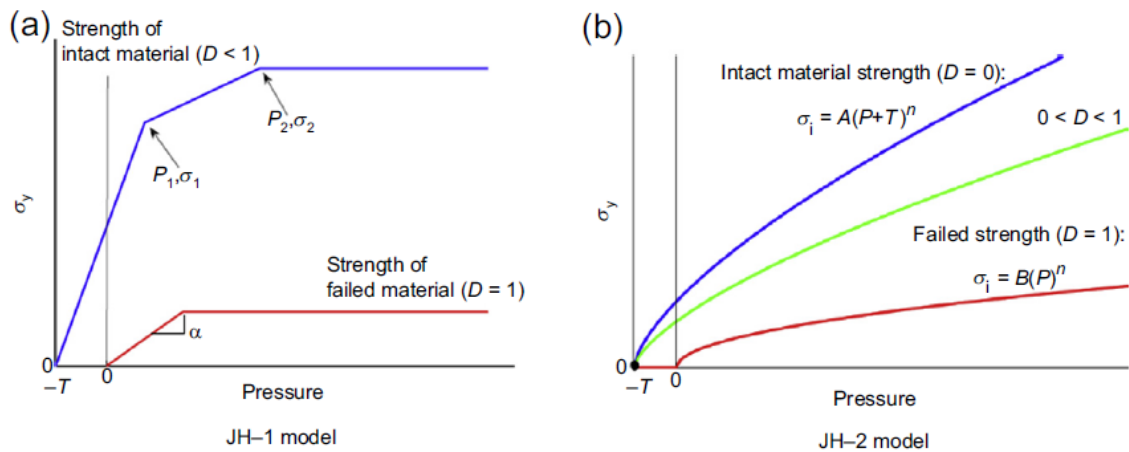 (a)
Strength of
intact material (D < 1)
P₂,σ₂
P₁,σ₁
σy
Strength of
failed material (D = 1)
α
0
–T
0
Pressure
JH–1 model
(b)
Intact material strength (D = 0):
σi = A(P+T)ⁿ
0 < D < 1
σy
Failed strength (D = 1):
σi = B(P)ⁿ
0
–T
0
Pressure
JH–2 model